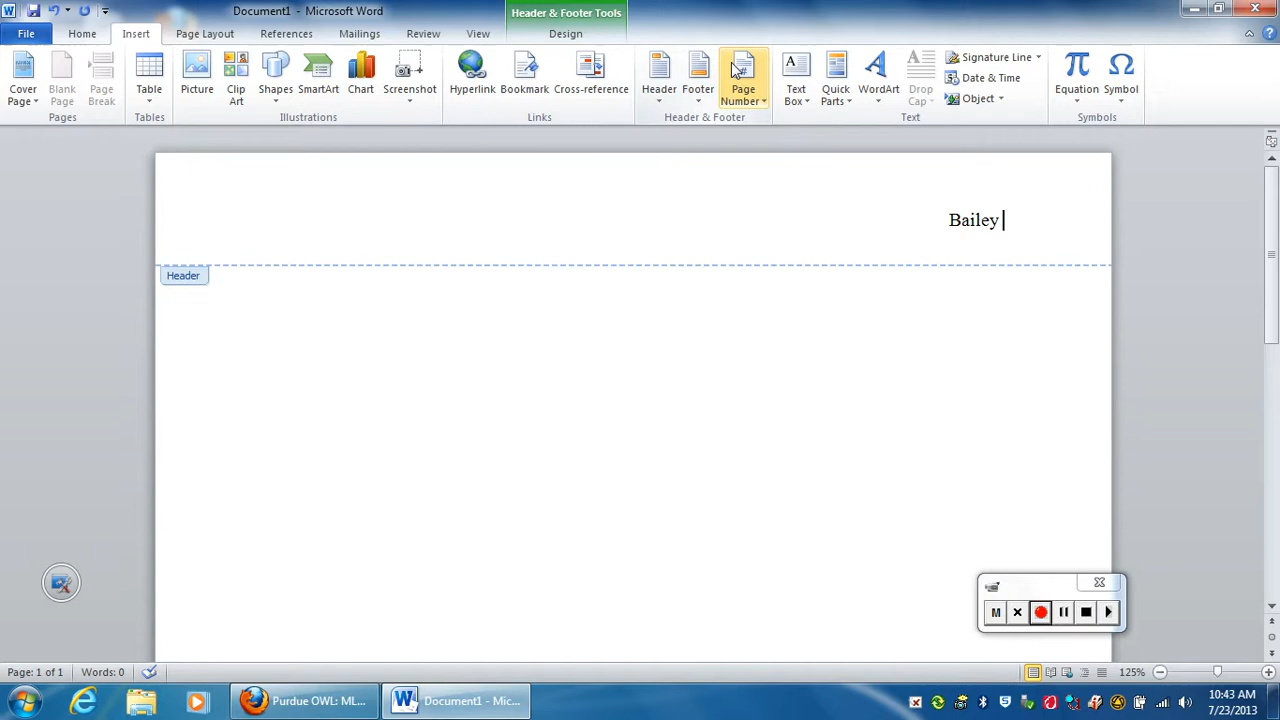 Document1 - Microsoft Word
Header & Footer Tools
File Home Insert Page Layout References Mailings Review View Design
Cover Page
Blank Page
Page Break
Table
Picture
Clip Art
Shapes
SmartArt
Chart
Screenshot
Hyperlink
Bookmark
Cross-reference
Header
Footer
Page Number
Text Box
Quick Parts
WordArt
Drop Cap
Signature Line
Date & Time
Object
Equation
Symbol
Pages Tables Illustrations Links Header & Footer Text Symbols
Bailey
Header
M
Page: 1 of 1 Words: 0 125%
Purdue OWL: ML... Document1 - Mic...
10:43 AM
7/23/2013